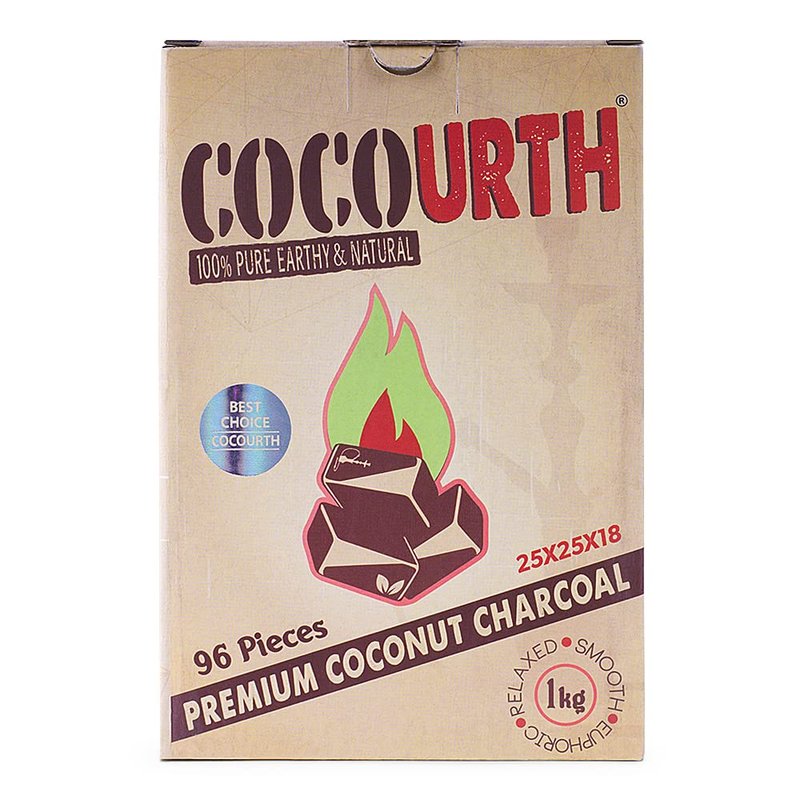 COCOURTH®
100% PURE EARTHY & NATURAL
BEST
CHOICE
COCOURTH
25X25X18
96 Pieces
PREMIUM COCONUT CHARCOAL
RELAXED • SMOOTH • EUPHORIC •
1kg